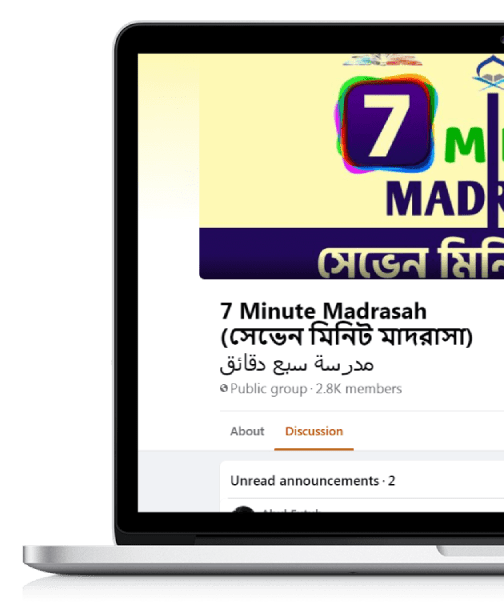 7 M
MADR
সেভেন মিনি
7 Minute Madrasah
(সেভেন মিনিট মাদরাসা)
مدرسة سبع دقائق
Public group · 2.8K members
About Discussion
Unread announcements · 2